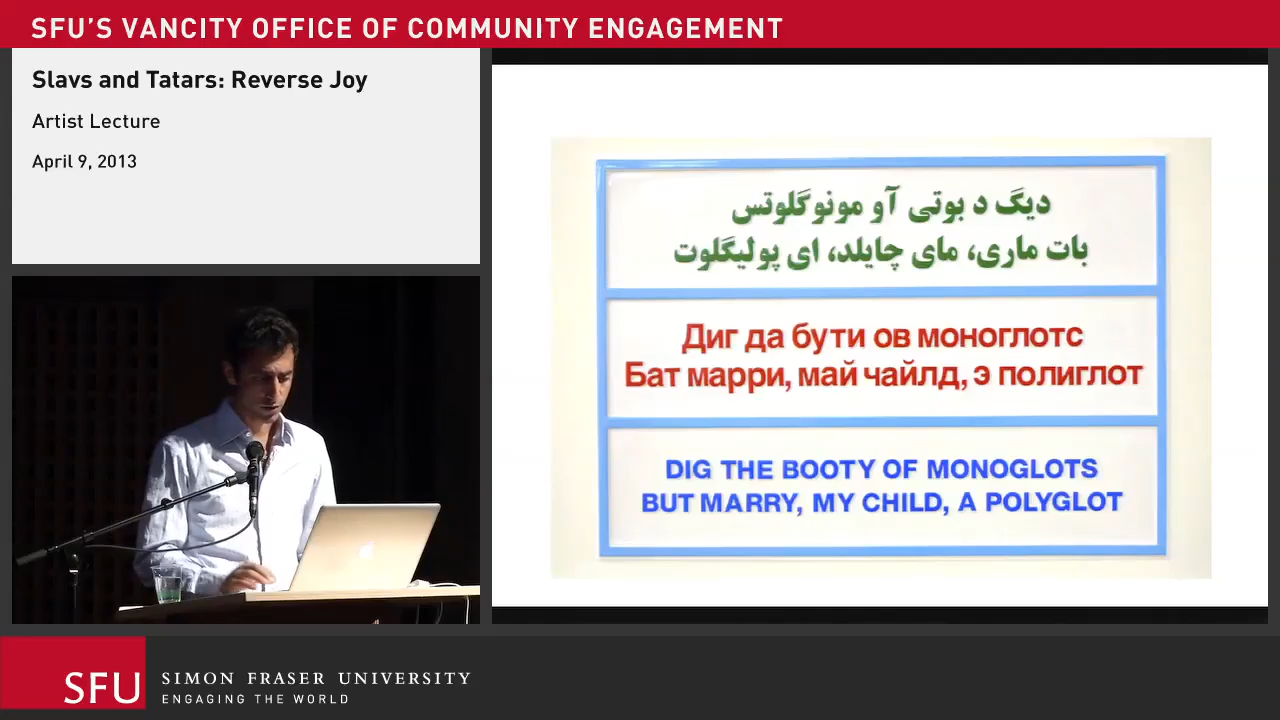 SFU'S VANCITY OFFICE OF COMMUNITY ENGAGEMENT
Slavs and Tatars: Reverse Joy
Artist Lecture
April 9, 2013
دیگ د بوتی آو مونوگلوتس
بات ماری، مای چایلد، ای پولیگلوت
Диг да бути ов моноглотс
Бат марри, май чайлд, э полиглот
DIG THE BOOTY OF MONOGLOTS
BUT MARRY, MY CHILD, A POLYGLOT
SFU SIMON FRASER UNIVERSITY
ENGAGING THE WORLD